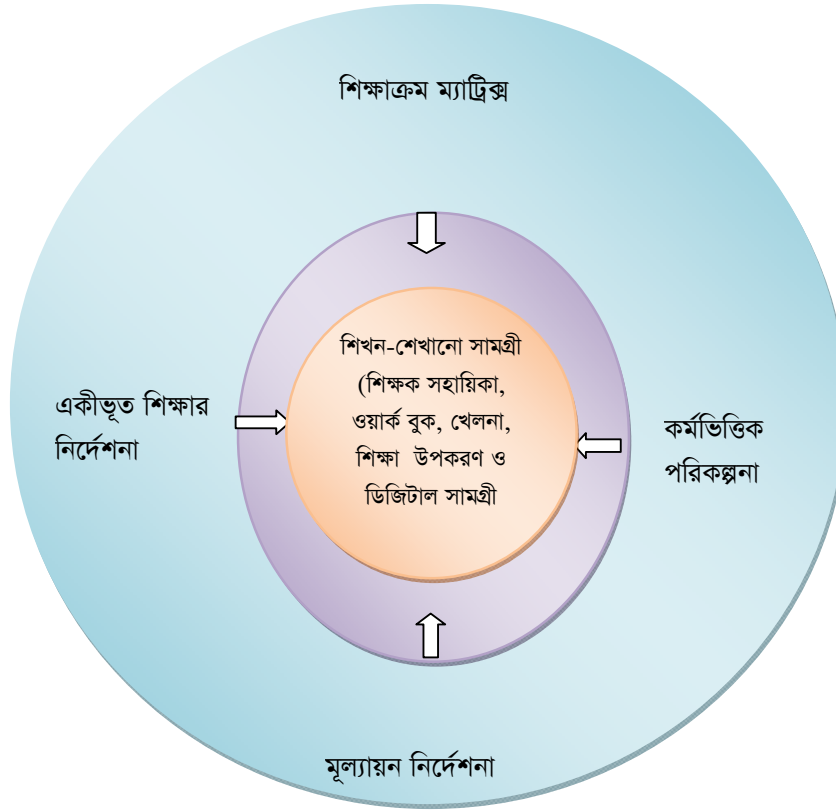 শিক্ষাক্রম ম্যাট্রিক্স
শিখন-শেখানো সামগ্রী
(শিক্ষক সহায়িকা,
ওয়ার্ক বুক, খেলনা,
শিক্ষা উপকরণ ও
ডিজিটাল সামগ্রী
একীভূত শিক্ষার
নির্দেশনা
কর্মভিত্তিক
পরিকল্পনা
মূল্যায়ন নির্দেশনা